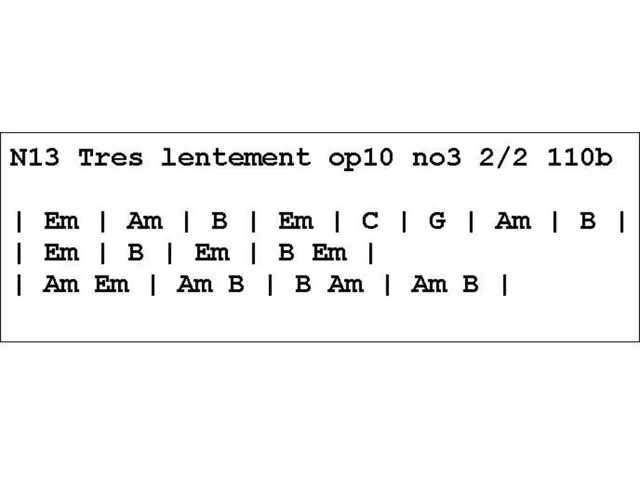 N13 Tres lentement op10 no3 2/2 110b
| Em | Am | B | Em | C | G | Am | B |
| Em | B | Em | B Em |
| Am Em | Am B | B Am | Am B |